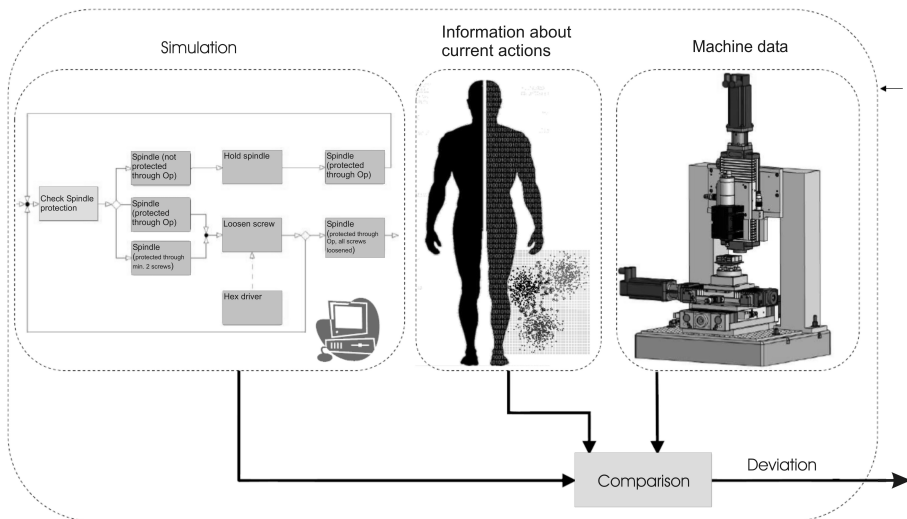 Simulation
Information about
current actions
Machine data
Check Spindle
protection
Spindle (not
protected
through Op)
Hold spindle
Spindle
(protected
through Op)
Spindle
(protected
through Op)
Spindle
(protected through
min. 2 screws)
Loosen screw
Spindle
(protected through
Op, all screws
loosened)
Hex driver
Comparison
Deviation